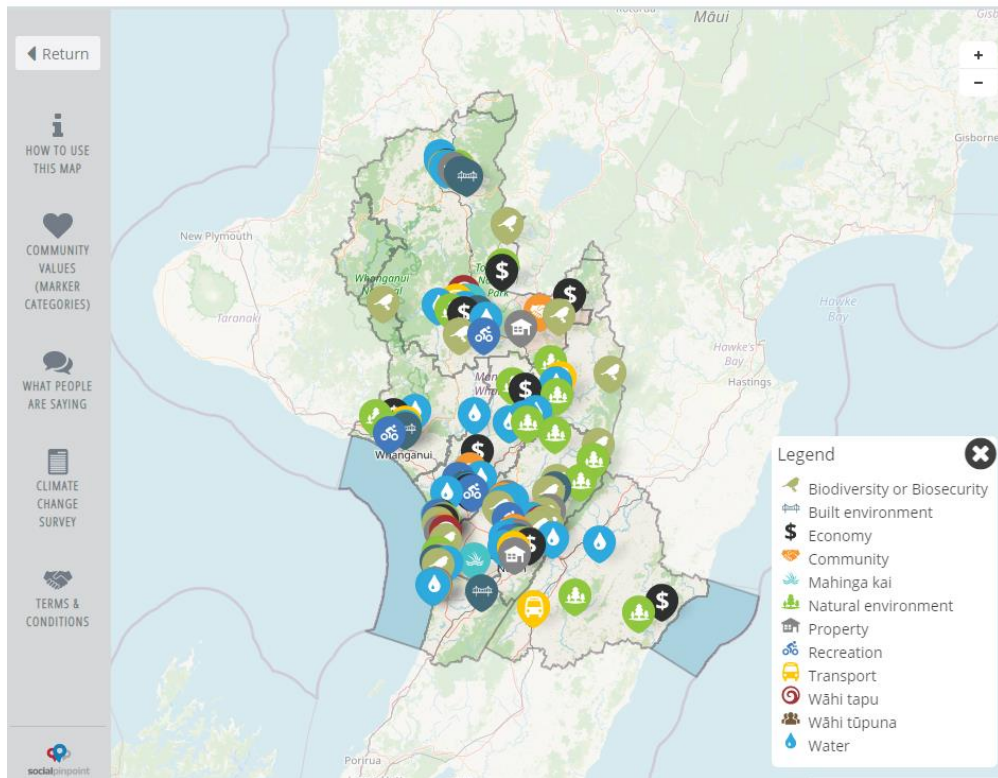 Return
HOW TO USE
THIS MAP
COMMUNITY
VALUES
(MARKER
CATEGORIES)
WHAT PEOPLE
ARE SAYING
CLIMATE
CHANGE
SURVEY
TERMS &
CONDITIONS
socialpinpoint
Māui
+
−
Gisborne
New Plymouth
Taranaki
Whanganui
Park
Hawke
Bay
Hawke's
Bay
Hastings
Whanganui
Porirua
Legend
Biodiversity or Biosecurity
Built environment
$ Economy
Community
Mahinga kai
Natural environment
Property
Recreation
Transport
Wāhi tapu
Wāhi tūpuna
Water